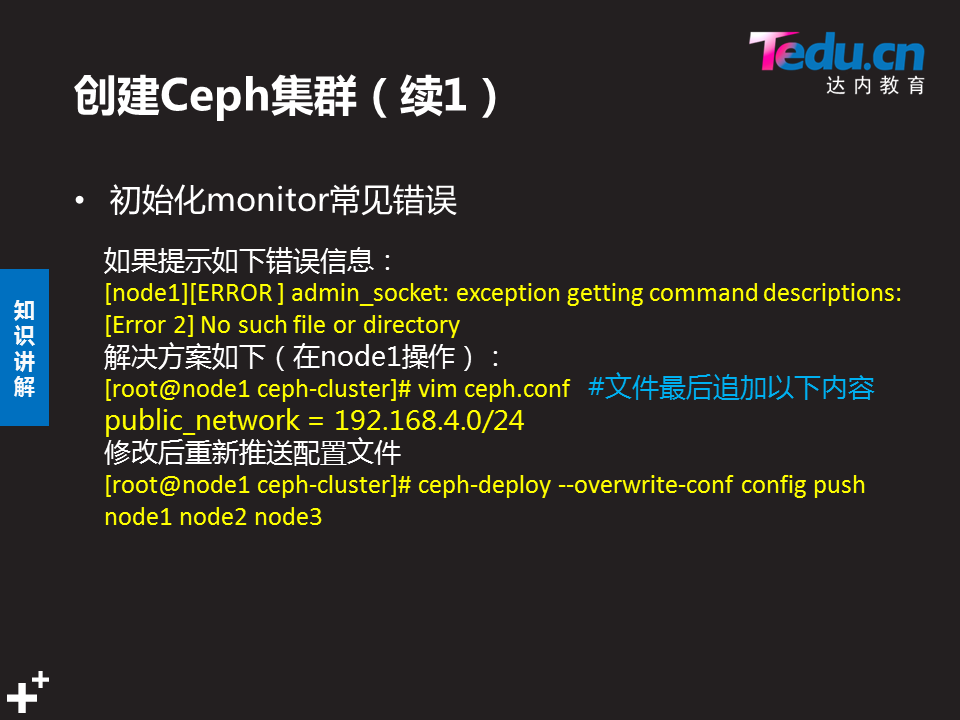 Tedu.cn
达内教育
创建Ceph集群（续1）
• 初始化monitor常见错误
如果提示如下错误信息：
[node1][ERROR ] admin_socket: exception getting command descriptions:
[Error 2] No such file or directory
解决方案如下（在node1操作）：
[root@node1 ceph-cluster]# vim ceph.conf #文件最后追加以下内容
public_network = 192.168.4.0/24
修改后重新推送配置文件
[root@node1 ceph-cluster]# ceph-deploy --overwrite-conf config push
node1 node2 node3
知识讲解